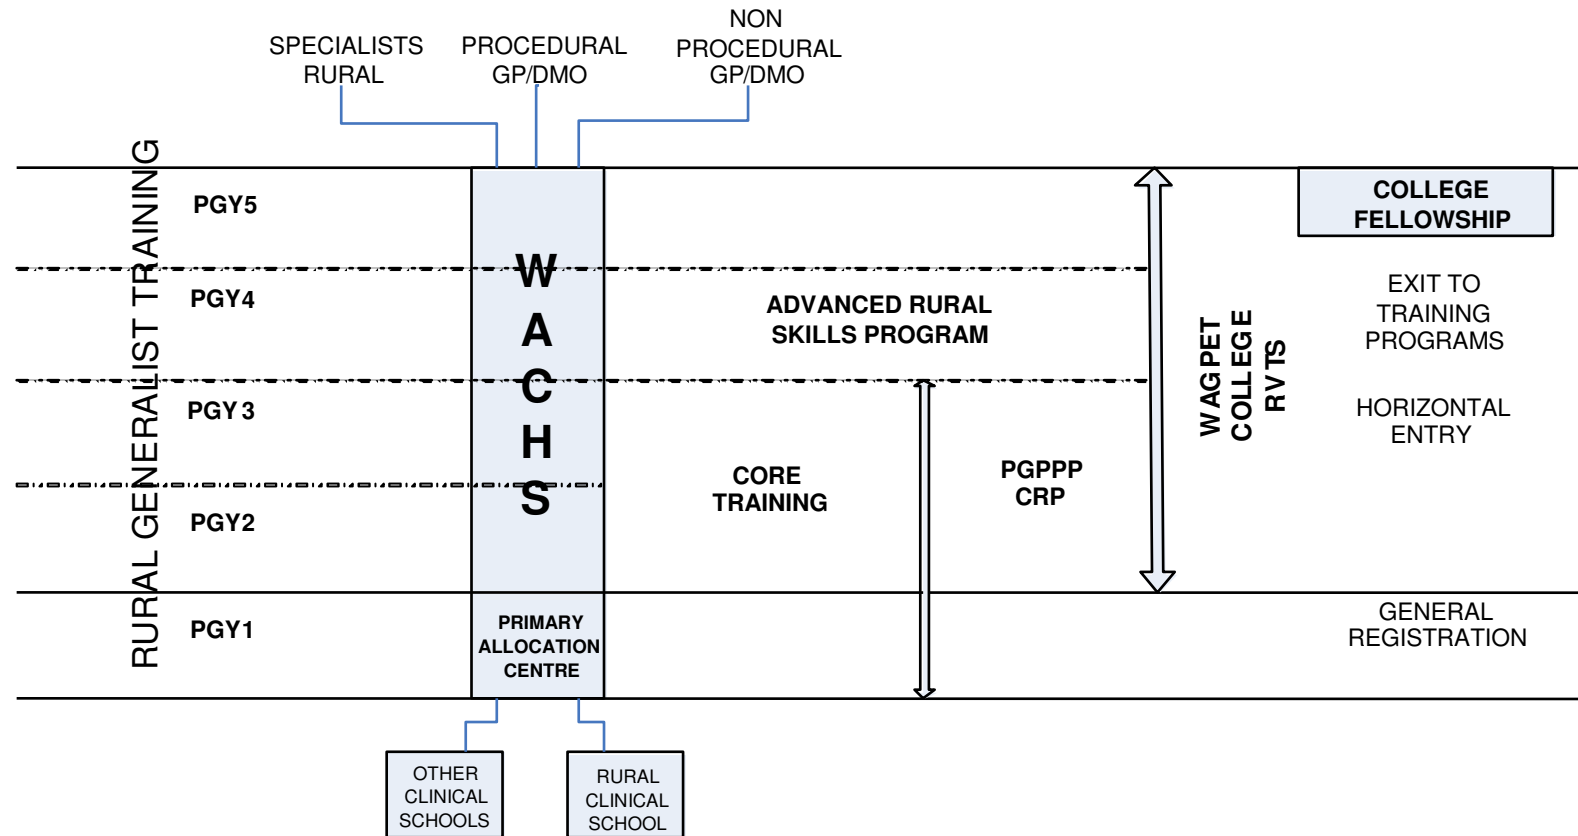 SPECIALISTS
RURAL
PROCEDURAL
GP/DMO
NON
PROCEDURAL
GP/DMO
RURAL GENERALIST TRAINING
PGY5
PGY4
PGY3
PGY2
PGY1
W
A
C
H
S
PRIMARY
ALLOCATION
CENTRE
ADVANCED RURAL
SKILLS PROGRAM
CORE
TRAINING
PGPPP
CRP
WAGPET
COLLEGE
RVTS
COLLEGE
FELLOWSHIP
EXIT TO
TRAINING
PROGRAMS
HORIZONTAL
ENTRY
GENERAL
REGISTRATION
OTHER
CLINICAL
SCHOOLS
RURAL
CLINICAL
SCHOOL